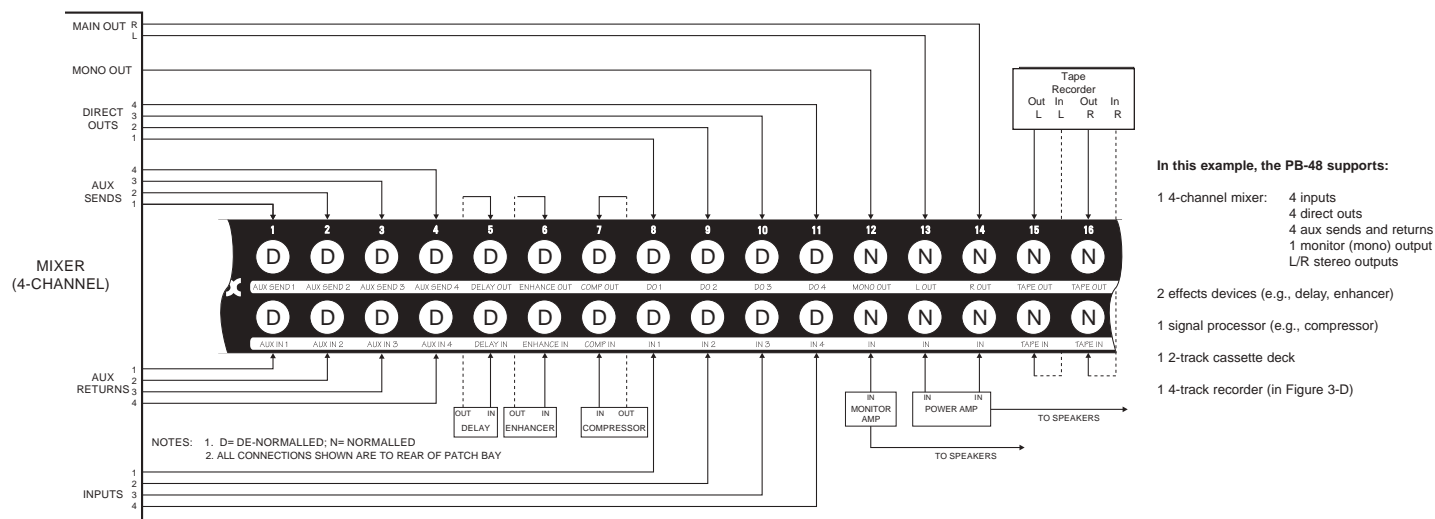 MAIN OUT R
L
MONO OUT
DIRECT OUTS
4
3
2
1
AUX SENDS
4
3
2
1
MIXER
(4-CHANNEL)
Tape
Recorder
Out In Out In
L L R R
1 2 3 4 5 6 7 8 9 10 11 12 13 14 15 16
D D D D D D D D D D D N N N N N
AUX SEND 1 AUX SEND 2 AUX SEND 3 AUX SEND 4 DELAY OUT ENHANCE OUT COMP OUT DO 1 DO 2 DO 3 DO 4 MONO OUT L OUT R OUT TAPE OUT TAPE OUT
D D D D D D D D D D D N N N N N
AUX IN 1 AUX IN 2 AUX IN 3 AUX IN 4 DELAY IN ENHANCE IN COMP IN IN 1 IN 2 IN 3 IN 4 IN IN IN TAPE IN TAPE IN
AUX
RETURNS
1
2
3
4
OUT IN
DELAY
OUT IN
ENHANCER
IN OUT
COMPRESSOR
IN
MONITOR
AMP
IN IN
POWER AMP
TO SPEAKERS
TO SPEAKERS
NOTES: 1. D= DE-NORMALLED; N= NORMALLED
2. ALL CONNECTIONS SHOWN ARE TO REAR OF PATCH BAY
INPUTS
1
2
3
4
In this example, the PB-48 supports:
1 4-channel mixer: 4 inputs
4 direct outs
4 aux sends and returns
1 monitor (mono) output
L/R stereo outputs
2 effects devices (e.g., delay, enhancer)
1 signal processor (e.g., compressor)
1 2-track cassette deck
1 4-track recorder (in Figure 3-D)